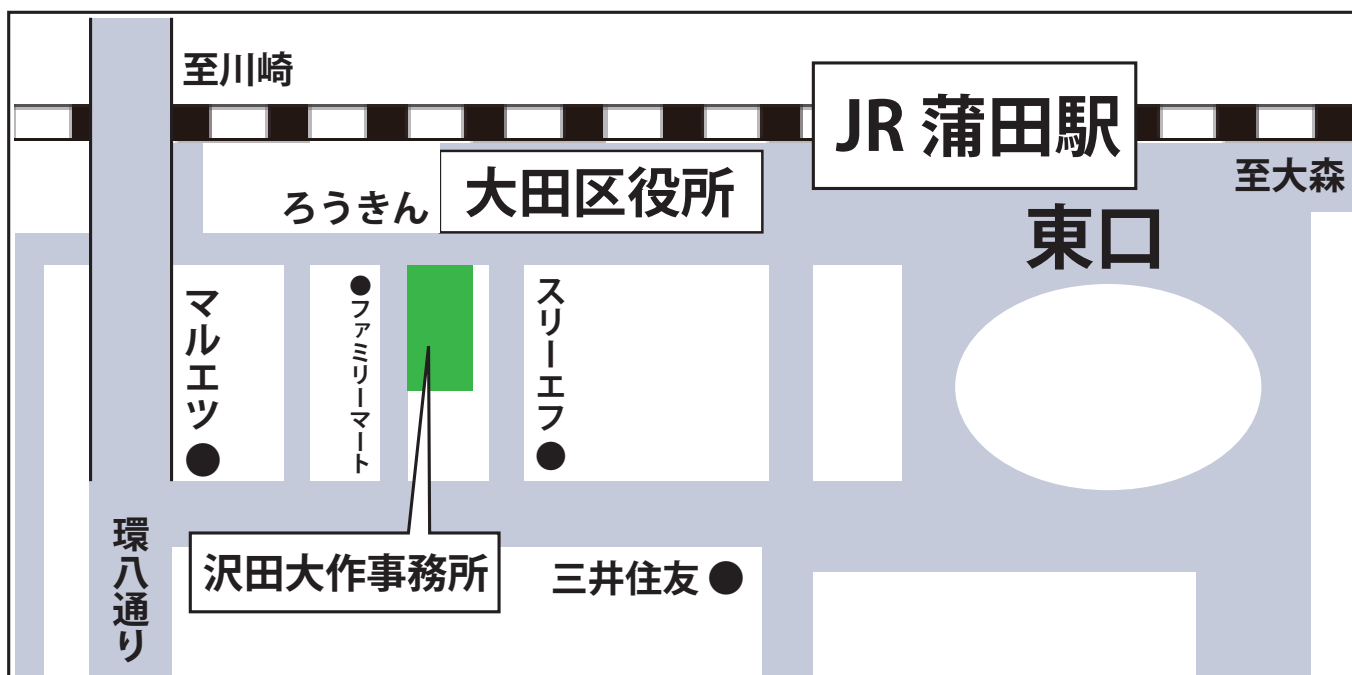 至川崎
JR 蒲田駅
至大森
ろうきん
大田区役所
東口
マルエツ
ファミリーマート
スリーエフ
環八通り
沢田大作事務所
三井住友